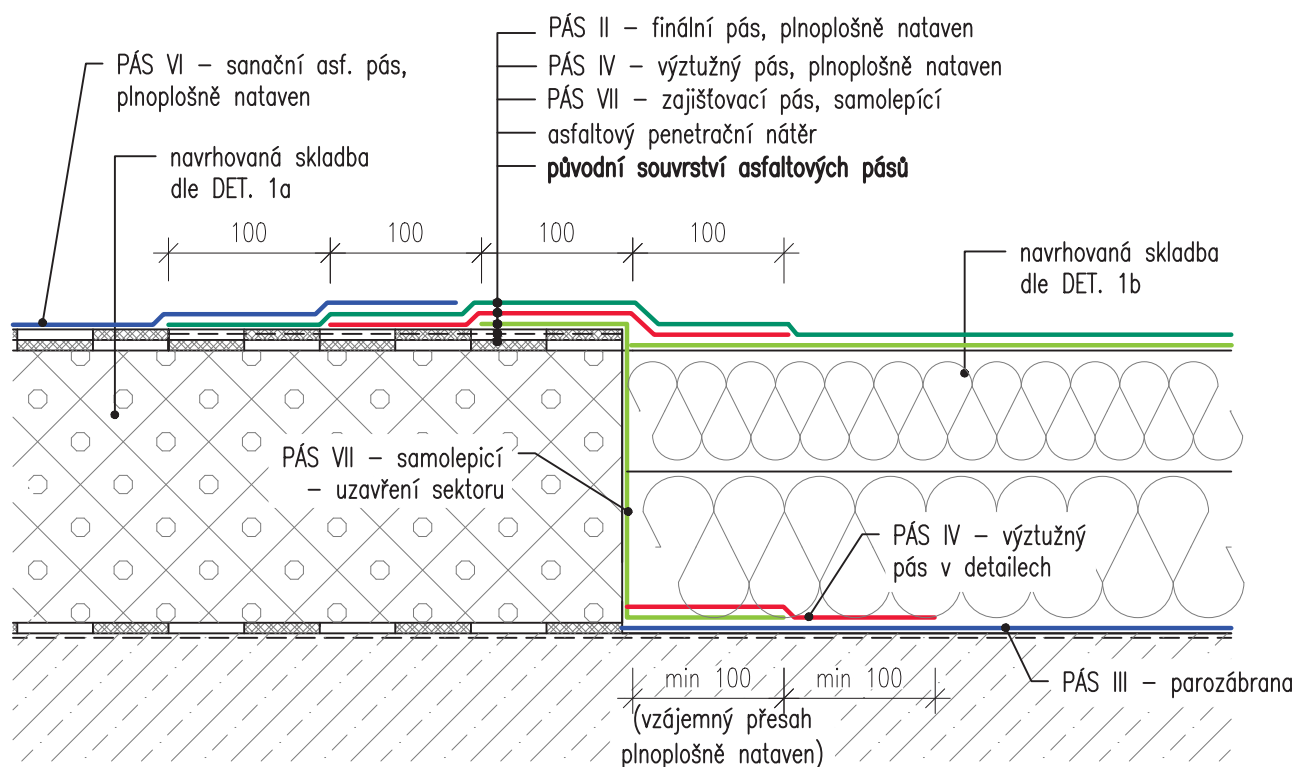 PÁS II – finální pás, plnoplošně nataven
PÁS IV – výztužný pás, plnoplošně nataven
PÁS VII – zajišťovací pás, samolepící
asfaltový penetrační nátěr
původní souvrství asfaltových pásů
PÁS VI – sanační asf. pás,
plnoplošně nataven
navrhovaná skladba
dle DET. 1a
100
100
100
100
navrhovaná skladba
dle DET. 1b
PÁS VII – samolepicí
– uzavření sektoru
PÁS IV – výztužný
pás v detailech
min 100
min 100
(vzájemný přesah
plnoplošně nataven)
PÁS III – parozábrana